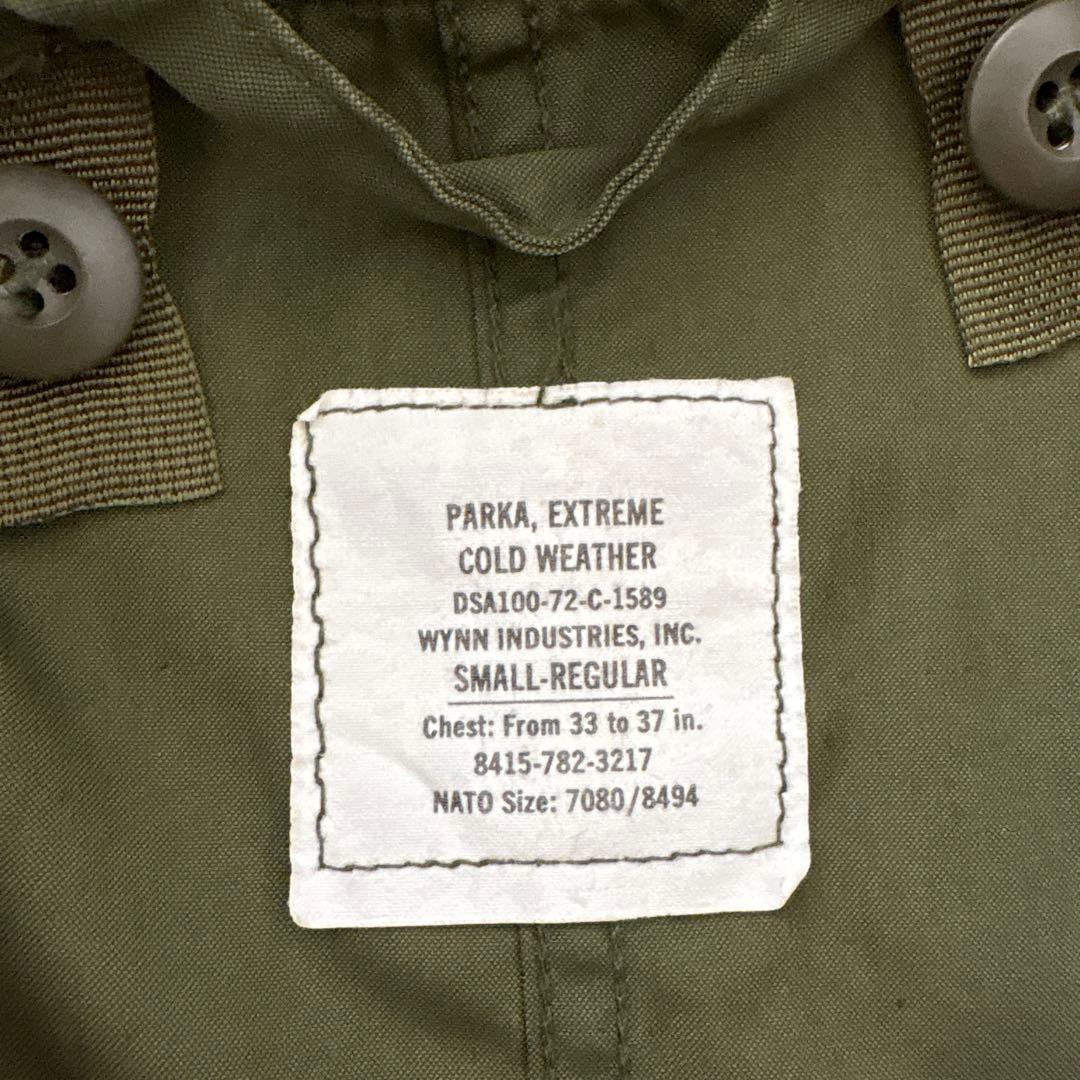 PARKA, EXTREME
COLD WEATHER
DSA100-72-C-1589
WYNN INDUSTRIES, INC.
SMALL-REGULAR
Chest: From 33 to 37 in.
8415-782-3217
NATO Size: 7080/8494